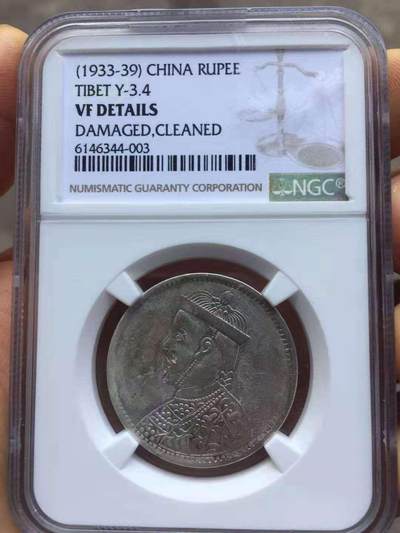 (1933-39) CHINA RUPEE
TIBET Y-3.4
VF DETAILS
DAMAGED,CLEANED
6146344-003
NUMISMATIC GUARANTY CORPORATION
NGC®